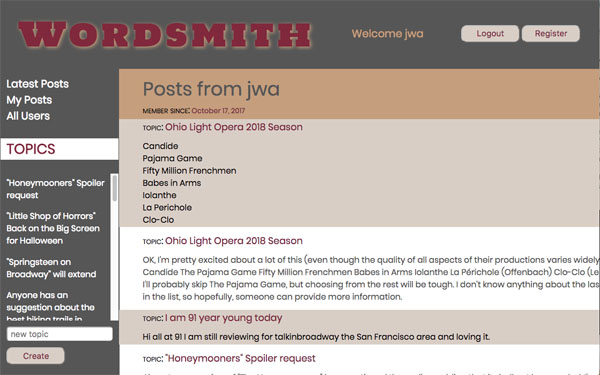 WORDSMITH
Welcome jwa
Logout
Register
Latest Posts
My Posts
All Users
TOPICS
"Honeymooners" Spoiler
request
"Little Shop of Horrors"
Back on the Big Screen
for Halloween
"Springsteen on
Broadway" will extend
Anyone has an
suggestion about the
best hiking trails in
new topic
Create
Posts from jwa
MEMBER SINCE: October 17, 2017
TOPIC: Ohio Light Opera 2018 Season
Candide
Pajama Game
Fifty Million Frenchmen
Babes in Arms
Iolanthe
La Perichole
Clo-Clo
TOPIC: Ohio Light Opera 2018 Season
OK, I'm pretty excited about a lot of this (even though the quality of all aspects of their productions varies widely
Candide The Pajama Game Fifty Million Frenchmen Babes in Arms Iolanthe La Périchole (Offenbach) Clo-Clo (Le
I'll probably skip The Pajama Game, but choosing from the rest will be tough. I don't know anything about the las
in the list, so hopefully, someone can provide more information.
TOPIC: I am 91 year young today
Hi all at 91 I am still reviewing for talkinbroadway the San Francisco area and loving it.
TOPIC: "Honeymooners" Spoiler request